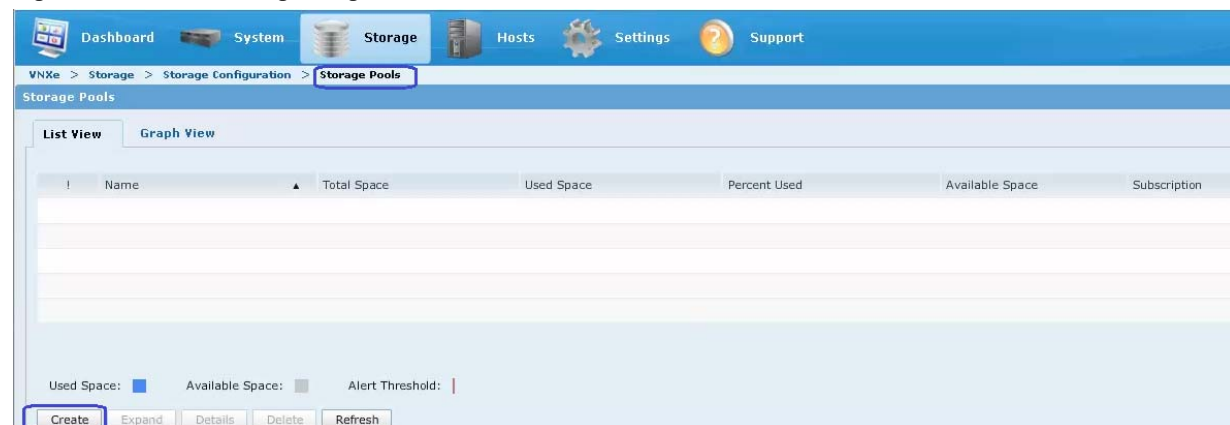 Dashboard System Storage Hosts Settings Support
VNXe > Storage > Storage Configuration > Storage Pools
Storage Pools
List View Graph View
! Name ▲ Total Space Used Space Percent Used Available Space Subscription
Used Space: Available Space: Alert Threshold:
Create Expand Details Delete Refresh